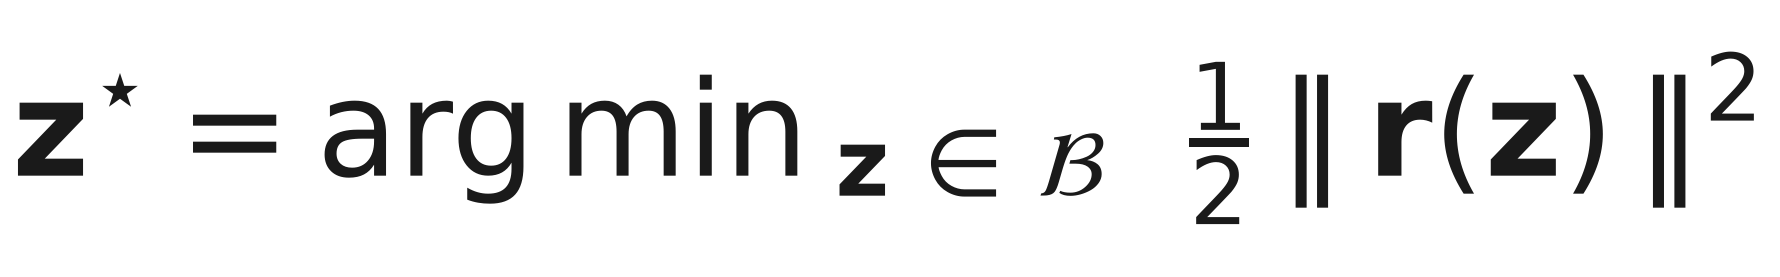 𝐳⋆ = arg min 𝐳 ∈ ℬ ½ ‖ 𝐫(𝐳) ‖²